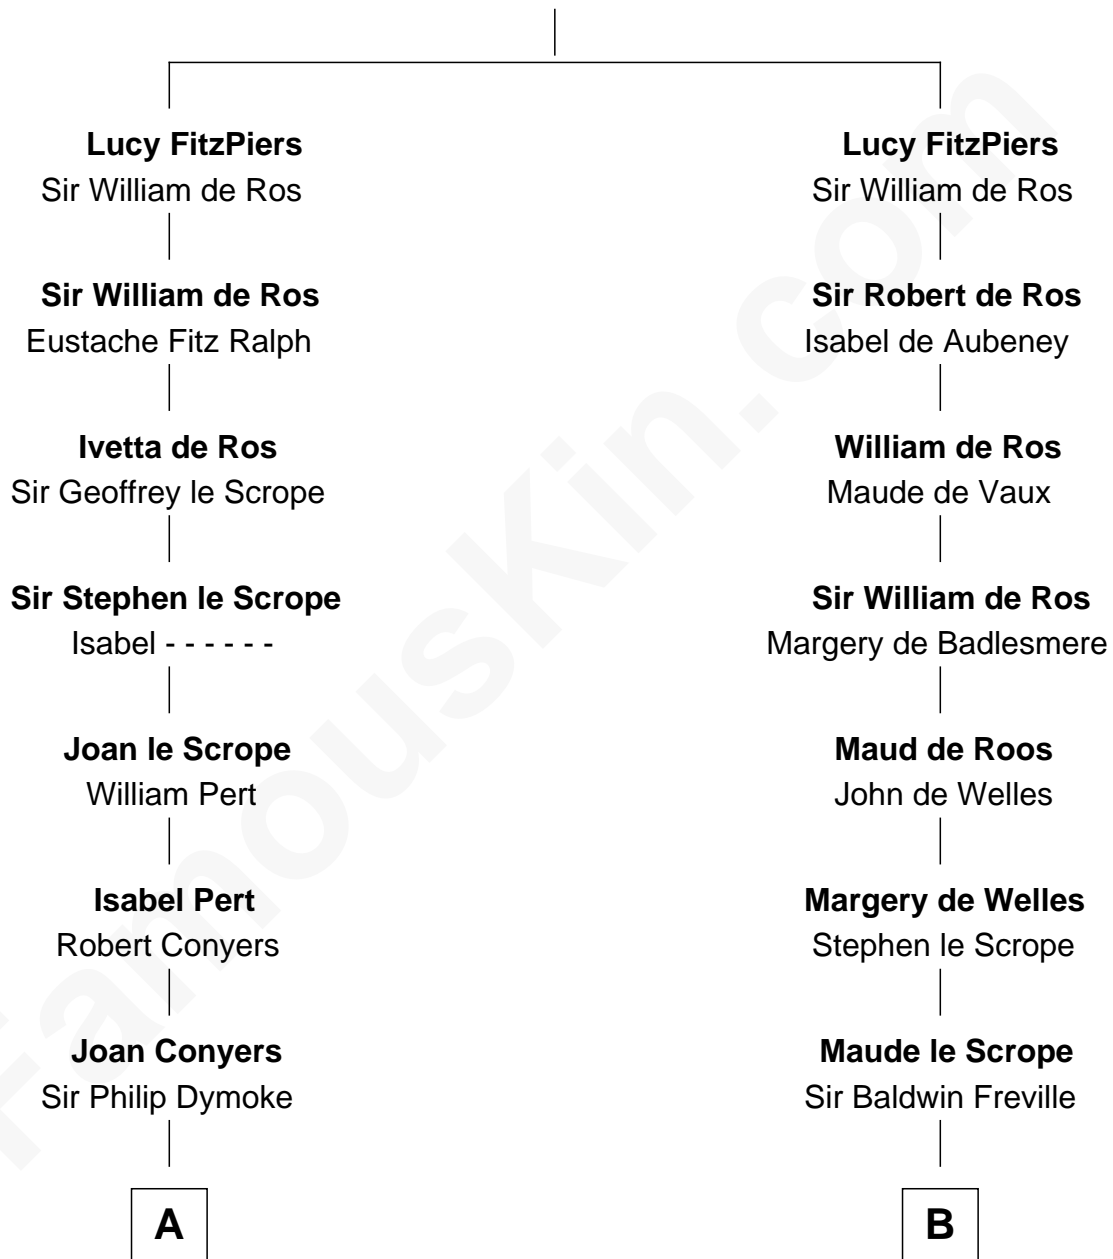 Lucy FitzPiers
Sir William de Ros
Sir William de Ros
Eustache Fitz Ralph
Ivetta de Ros
Sir Geoffrey le Scrope
Sir Stephen le Scrope
Isabel - - - - - -
Joan le Scrope
William Pert
Isabel Pert
Robert Conyers
Joan Conyers
Sir Philip Dymoke
A
Lucy FitzPiers
Sir William de Ros
Sir Robert de Ros
Isabel de Aubeney
William de Ros
Maude de Vaux
Sir William de Ros
Margery de Badlesmere
Maud de Roos
John de Welles
Margery de Welles
Stephen le Scrope
Maude le Scrope
Sir Baldwin Freville
B
FamousKin.com